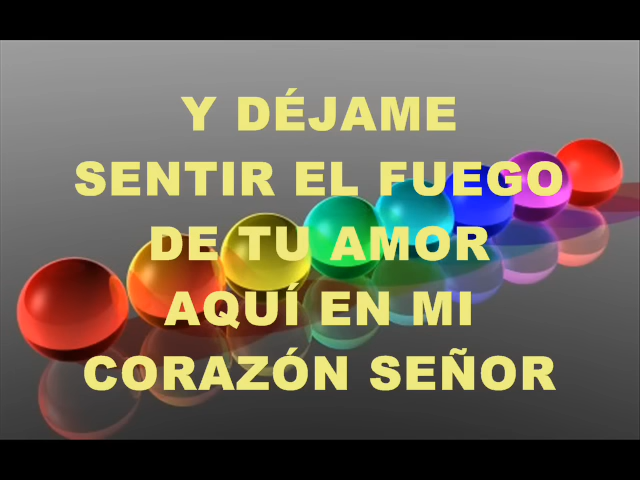 Y DÉJAME
SENTIR EL FUEGO
DE TU AMOR
AQUÍ EN MI
CORAZÓN SEÑOR